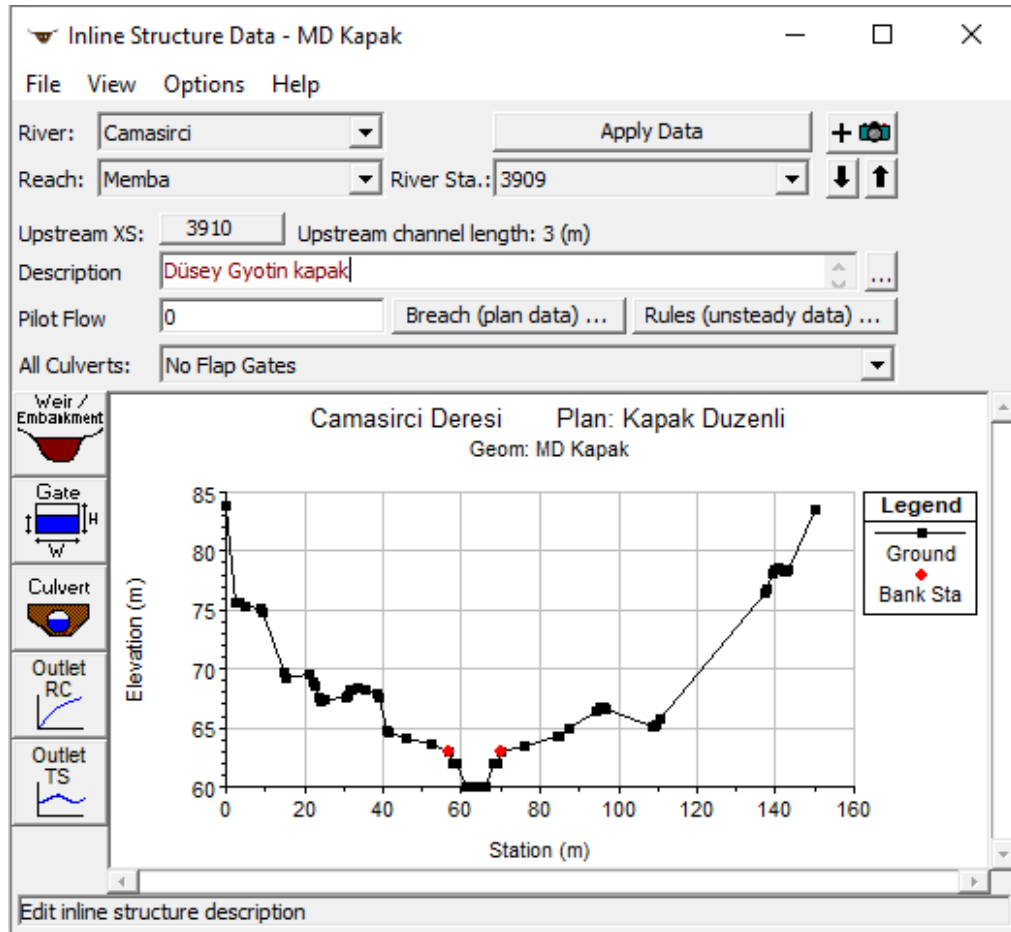 Inline Structure Data - MD Kapak
File View Options Help
River: Camasirci Apply Data
Reach: Memba River Sta.: 3909
Upstream XS: 3910 Upstream channel length: 3 (m)
Description Düsey Gyotin kapak ...
Pilot Flow 0 Breach (plan data) ... Rules (unsteady data) ...
All Culverts: No Flap Gates
Weir /
Embankment
Gate
H
W
Culvert
Outlet
RC
Outlet
TS
Camasirci Deresi Plan: Kapak Duzenli
Geom: MD Kapak
85
80
75
70
65
60
Elevation (m)
0 20 40 60 80 100 120 140 160
Station (m)
Legend
Ground
Bank Sta
Edit inline structure description